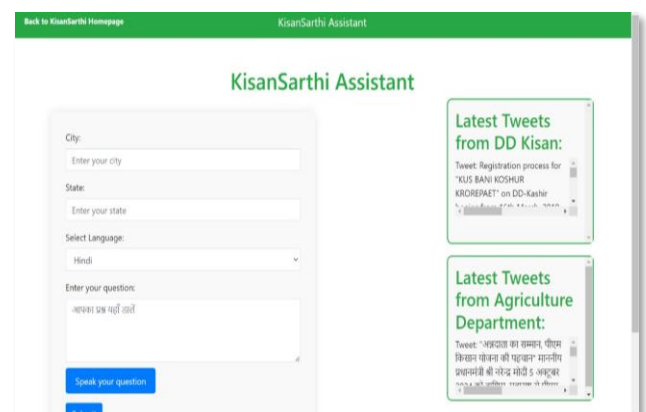 Back to KisanSarthi Homepage
KisanSarthi Assistant
KisanSarthi Assistant
City:
Enter your city
State:
Enter your state
Select Language:
Hindi
Enter your question:
आपका प्रश्न यहाँ डालें
Speak your question
Latest Tweets
from DD Kisan:
Tweet: Registration process for
"KUS BANI KOSHUR
KROREPAET" on DD-Kashir
Latest Tweets
from Agriculture
Department:
Tweet: "अन्नदाता का सम्मान, पीएम
किसान योजना की पहचान" माननीय
प्रधानमंत्री श्री नरेन्द्र मोदी 5 अक्टूबर